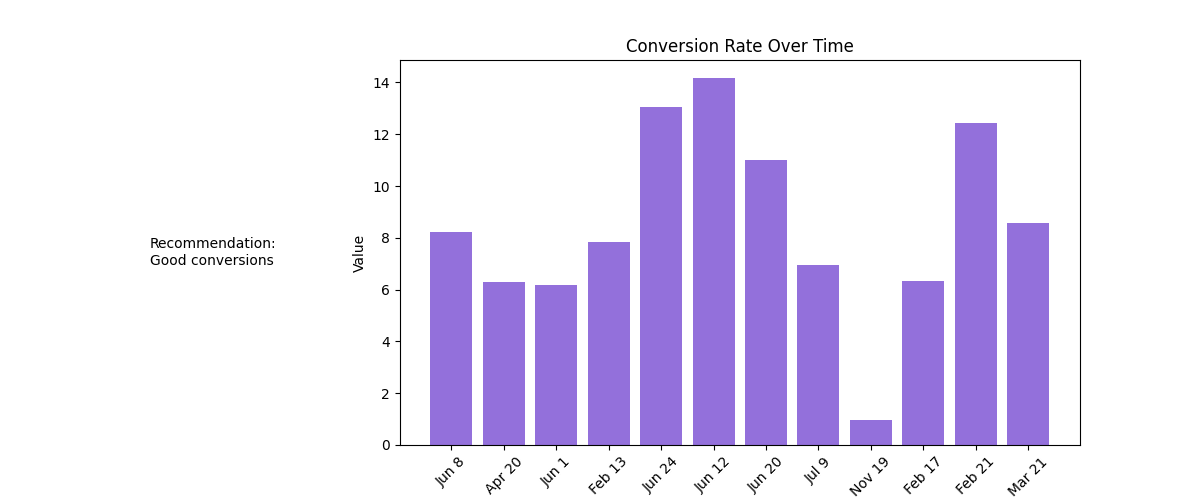 Conversion Rate Over Time
Recommendation:
Good conversions
Value
14
12
10
8
6
4
2
0
Jun 8
Apr 20
Jun 1
Feb 13
Jun 24
Jun 12
Jun 20
Jul 9
Nov 19
Feb 17
Feb 21
Mar 21